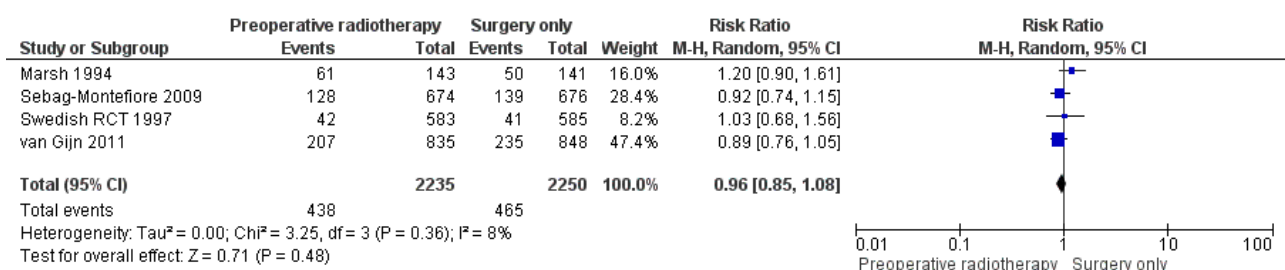 Preoperative radiotherapy Surgery only Risk Ratio Risk Ratio
Study or Subgroup Events Total Events Total Weight M-H, Random, 95% CI M-H, Random, 95% CI
Marsh 1994 61 143 50 141 16.0% 1.20 [0.90, 1.61]
Sebag-Montefiore 2009 128 674 139 676 28.4% 0.92 [0.74, 1.15]
Swedish RCT 1997 42 583 41 585 8.2% 1.03 [0.68, 1.56]
van Gijn 2011 207 835 235 848 47.4% 0.89 [0.76, 1.05]
Total (95% CI) 2235 2250 100.0% 0.96 [0.85, 1.08]
Total events 438 465
Heterogeneity: Tau² = 0.00; Chi² = 3.25, df = 3 (P = 0.36); I² = 8%
Test for overall effect: Z = 0.71 (P = 0.48)
0.01 0.1 1 10 100
Preoperative radiotherapy Surgery only